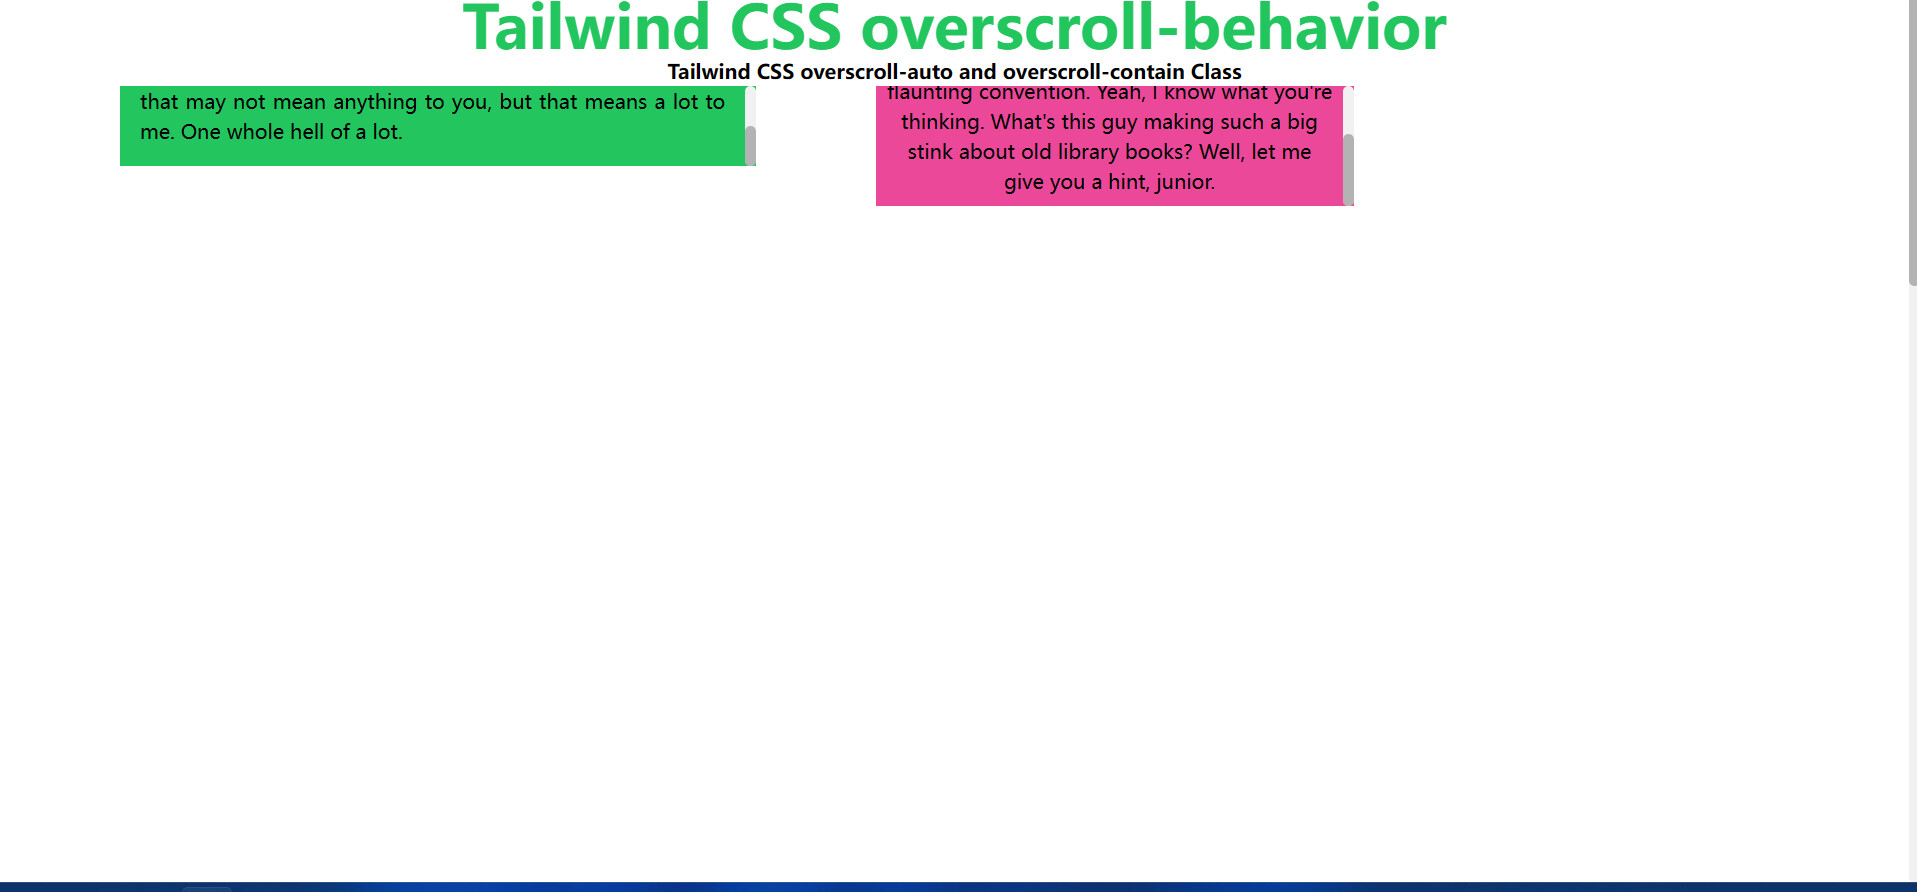 Tailwind CSS overscroll-behavior
Tailwind CSS overscroll-auto and overscroll-contain Class
that may not mean anything to you, but that means a lot to
me. One whole hell of a lot.
flaunting convention. Yeah, I know what you're
thinking. What's this guy making such a big
stink about old library books? Well, let me
give you a hint, junior.